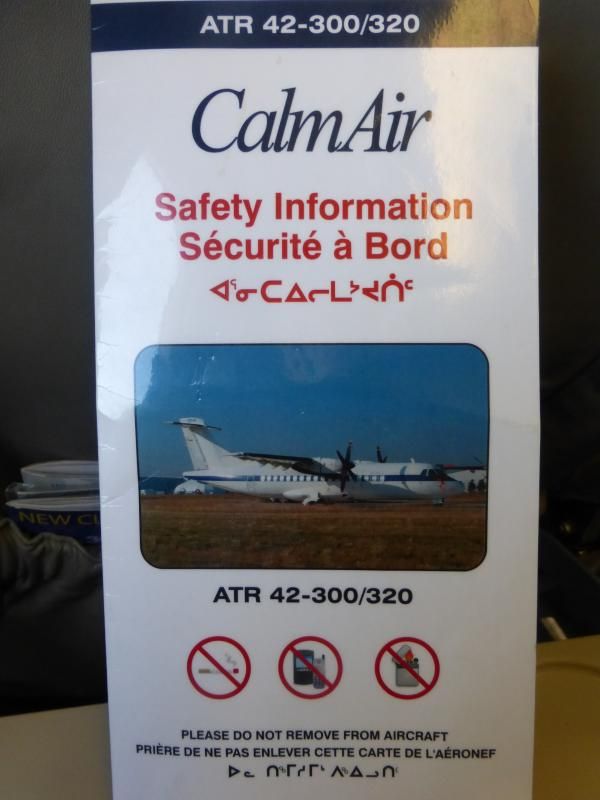 ATR 42-300/320
CalmAir
Safety Information
Sécurité à Bord
ᐊᕐᓂᑕᐃᓕᒪᔾᔪᑏᑦ
ATR 42-300/320
NEW
PLEASE DO NOT REMOVE FROM AIRCRAFT
PRIÈRE DE NE PAS ENLEVER CETTE CARTE DE L'AÉRONEF